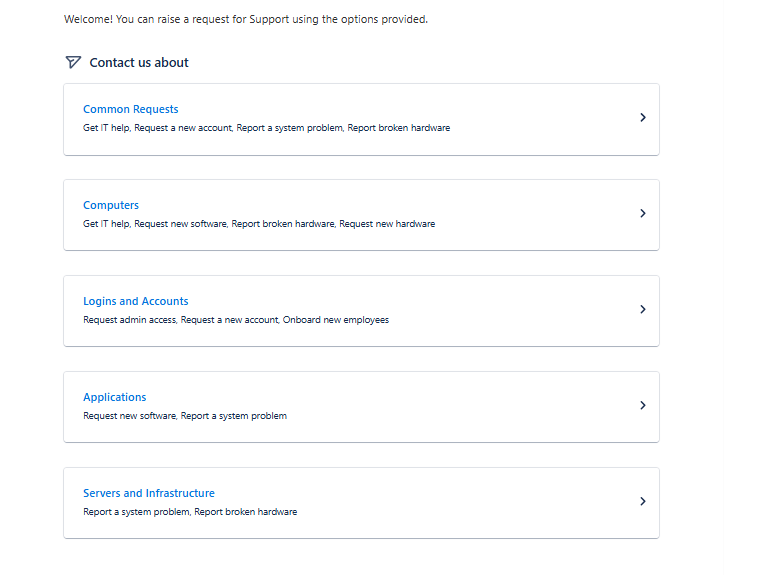 Welcome! You can raise a request for Support using the options provided.
Contact us about
Common Requests
Get IT help, Request a new account, Report a system problem, Report broken hardware
Computers
Get IT help, Request new software, Report broken hardware, Request new hardware
Logins and Accounts
Request admin access, Request a new account, Onboard new employees
Applications
Request new software, Report a system problem
Servers and Infrastructure
Report a system problem, Report broken hardware